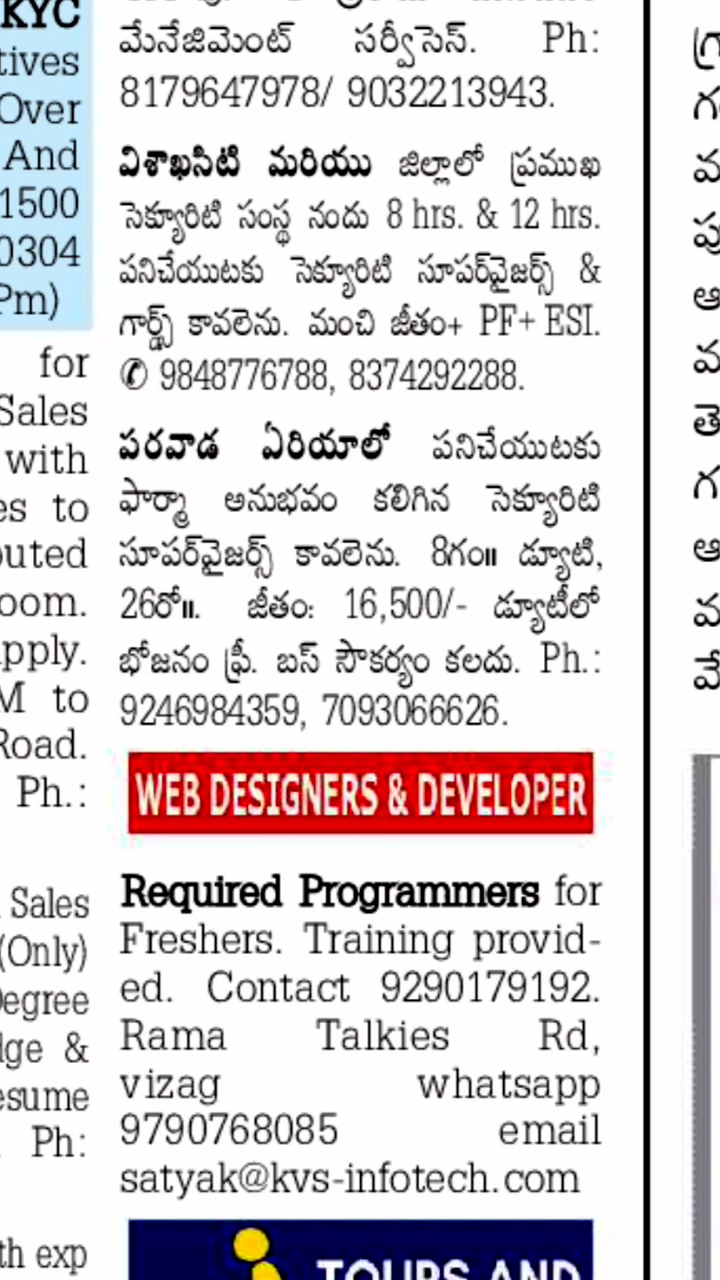 KYC
tives
Over
And
1500
0304
Pm)
for
Sales
with
es to
outed
oom.
pply.
M to
Road.
Ph.:
Sales
(Only)
Degree
dge &
esume
Ph:
th exp
మేనేజిమెంట్ సర్వీసెస్. Ph:
8179647978/ 9032213943.
విశాఖసిటి మరియు జిల్లాలో ప్రముఖ
సెక్యూరిటి సంస్థ నందు 8 hrs. & 12 hrs.
పనిచేయుటకు సెక్యూరిటి సూపర్‌వైజర్స్ &
గార్డ్స్ కావలెను. మంచి జీతం+ PF+ ESI.
✆ 9848776788, 8374292288.
పరవాడ ఏరియాలో పనిచేయుటకు
ఫార్మా అనుభవం కలిగిన సెక్యూరిటి
సూపర్‌వైజర్స్ కావలెను. 8గం॥ డ్యూటి,
26రో॥. జీతం: 16,500/- డ్యూటీలో
భోజనం ఫ్రీ. బస్ సౌకర్యం కలదు. Ph.:
9246984359, 7093066626.
WEB DESIGNERS & DEVELOPER
Required Programmers for
Freshers. Training provid-
ed. Contact 9290179192.
Rama Talkies Rd,
vizag whatsapp
9790768085 email
satyak@kvs-infotech.com
TOURS AND